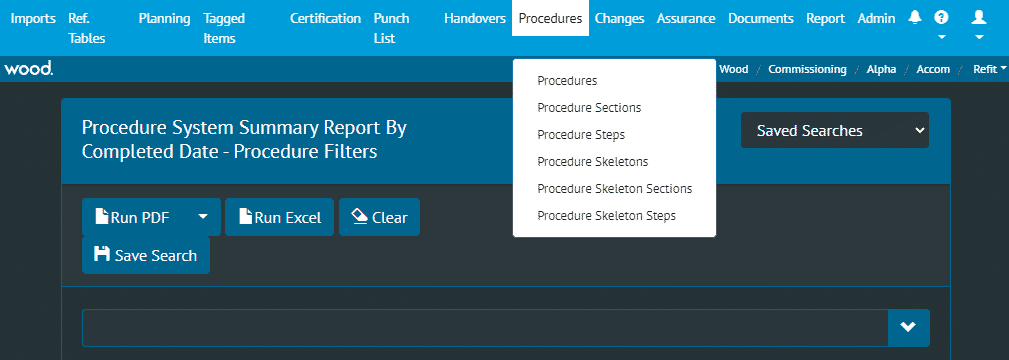 Imports
Ref.
Tables
Planning
Tagged
Items
Certification
Punch
List
Handovers
Procedures
Changes
Assurance
Documents
Report
Admin
wood.
Wood / Commissioning / Alpha / Accom / Refit
Procedures
Procedure Sections
Procedure Steps
Procedure Skeletons
Procedure Skeleton Sections
Procedure Skeleton Steps
Procedure System Summary Report By
Completed Date - Procedure Filters
Saved Searches
Run PDF
Run Excel
Clear
Save Search